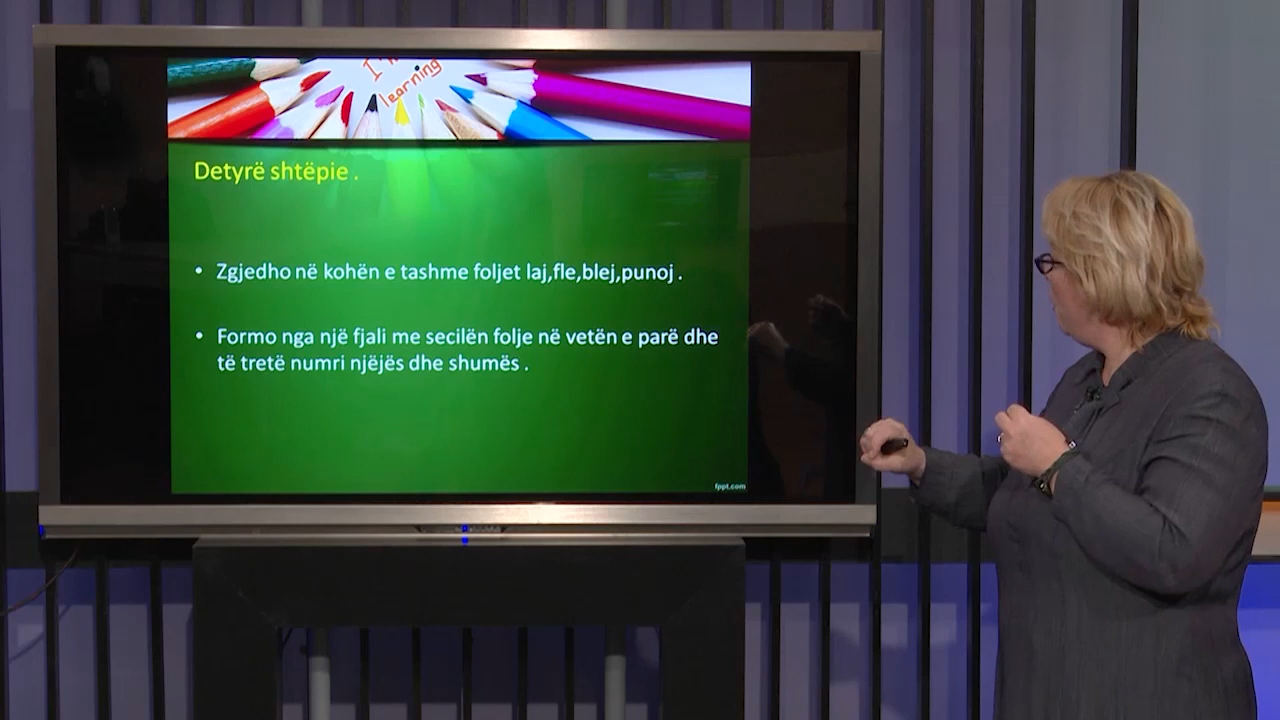 learning
Detyrë shtëpie .
• Zgjedho në kohën e tashme foljet laj,fle,blej,punoj .
• Formo nga një fjali me secilën folje në vetën e parë dhe
të tretë numri njëjës dhe shumës .
fppt.com